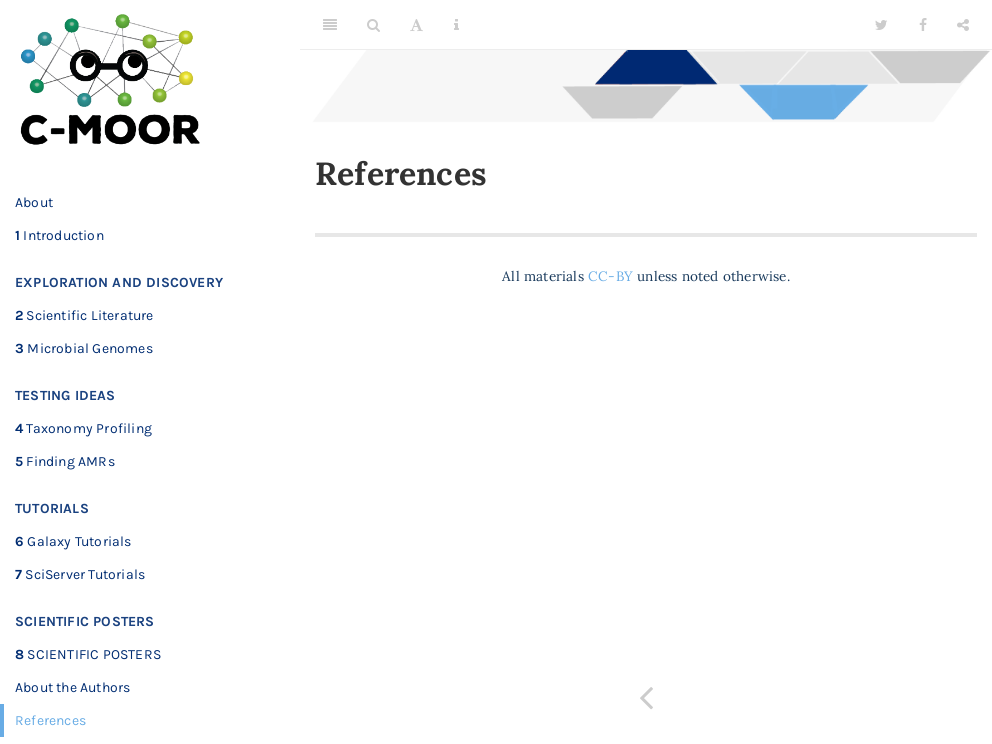 C-MOOR
About
1 Introduction
EXPLORATION AND DISCOVERY
2 Scientific Literature
3 Microbial Genomes
TESTING IDEAS
4 Taxonomy Profiling
5 Finding AMRs
TUTORIALS
6 Galaxy Tutorials
7 SciServer Tutorials
SCIENTIFIC POSTERS
8 SCIENTIFIC POSTERS
About the Authors
References
A
References
All materials CC-BY unless noted otherwise.